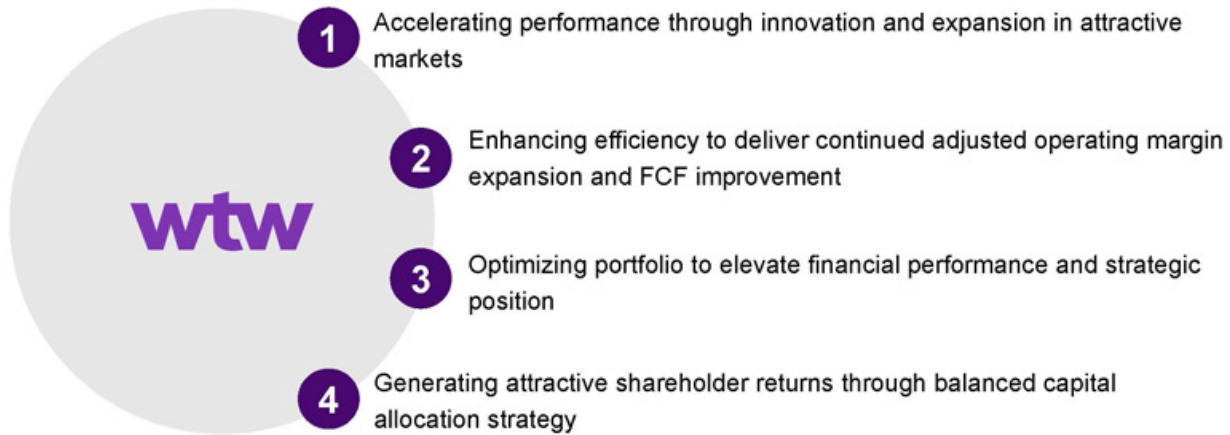 1
Accelerating performance through innovation and expansion in attractive
markets
2
Enhancing efficiency to deliver continued adjusted operating margin
expansion and FCF improvement
wtw
3
Optimizing portfolio to elevate financial performance and strategic
position
4
Generating attractive shareholder returns through balanced capital
allocation strategy